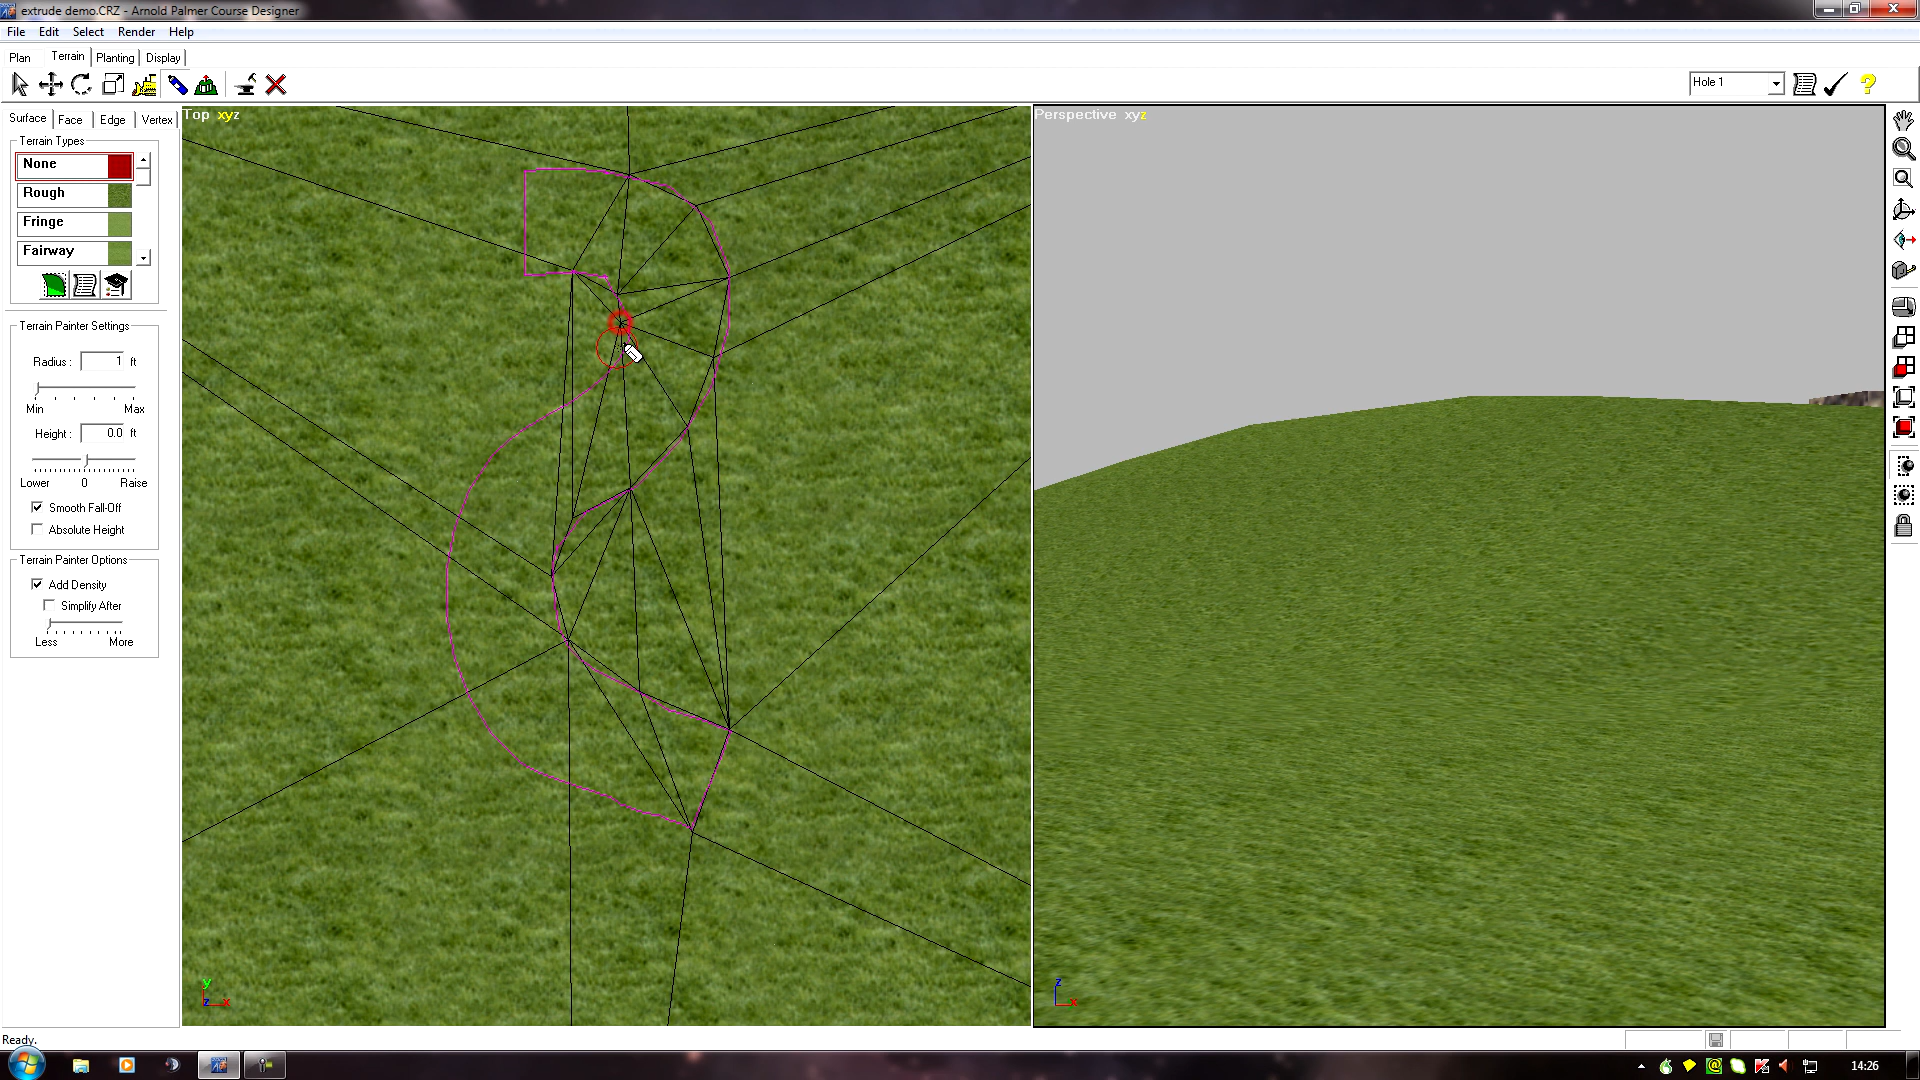 extrude demo.CRZ - Arnold Palmer Course Designer
File Edit Select Render Help
Plan Terrain Planting Display
Hole 1
Surface Face Edge Vertex
Top xyz
Perspective xyz
Terrain Types
None
Rough
Fringe
Fairway
Terrain Painter Settings
Radius : 1 ft
Min Max
Height : 0.0 ft
Lower 0 Raise
Smooth Fall-Off
Absolute Height
Terrain Painter Options
Add Density
Simplify After
Less More
y
z x
z
x
Ready.
14:26